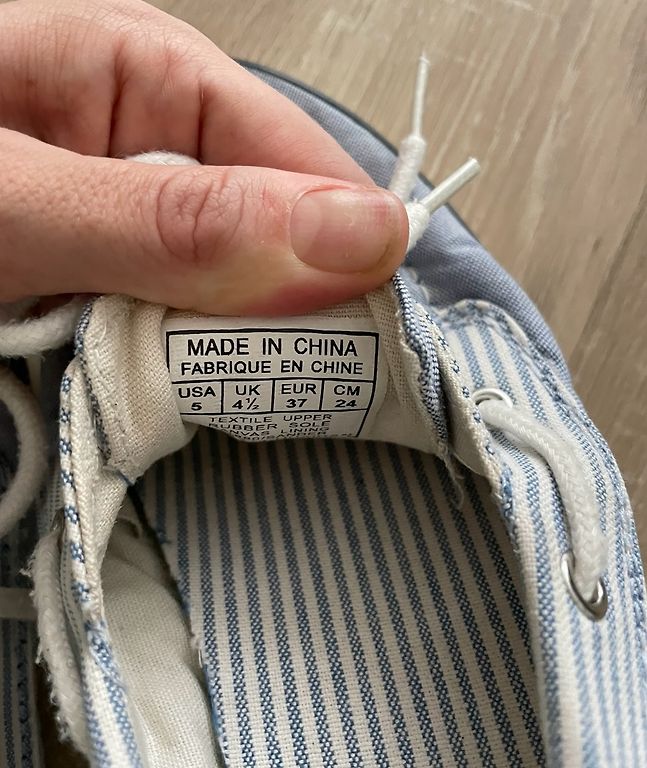 MADE IN CHINA
FABRIQUE EN CHINE
USA UK EUR CM
5 4½ 37 24
TEXTILE UPPER
RUBBER SOLE
LINING